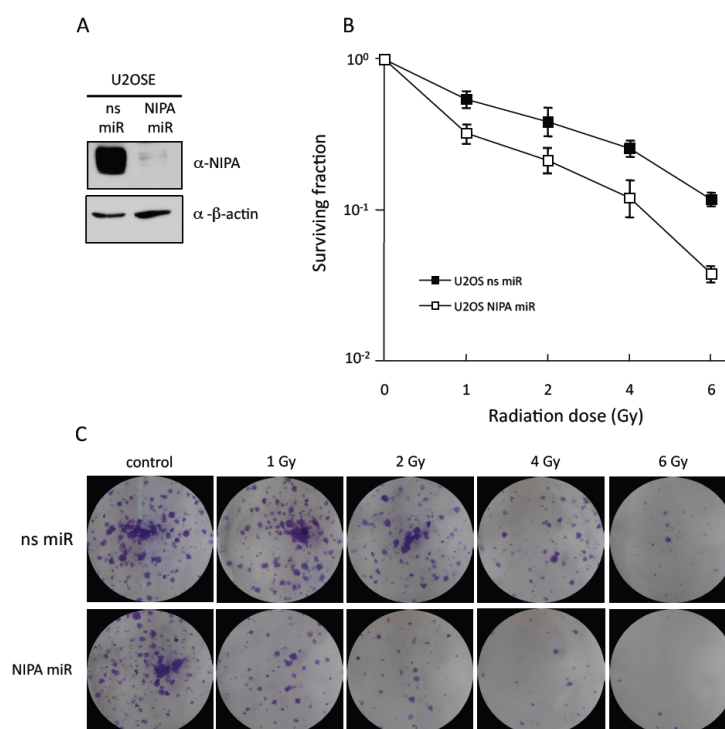 A
U2OSE
ns miR
NIPA miR
α-NIPA
α -β-actin
B
Surviving fraction
10⁰
10⁻¹
10⁻²
U2OS ns miR
U2OS NIPA miR
0 1 2 4 6
Radiation dose (Gy)
C
control 1 Gy 2 Gy 4 Gy 6 Gy
ns miR
NIPA miR